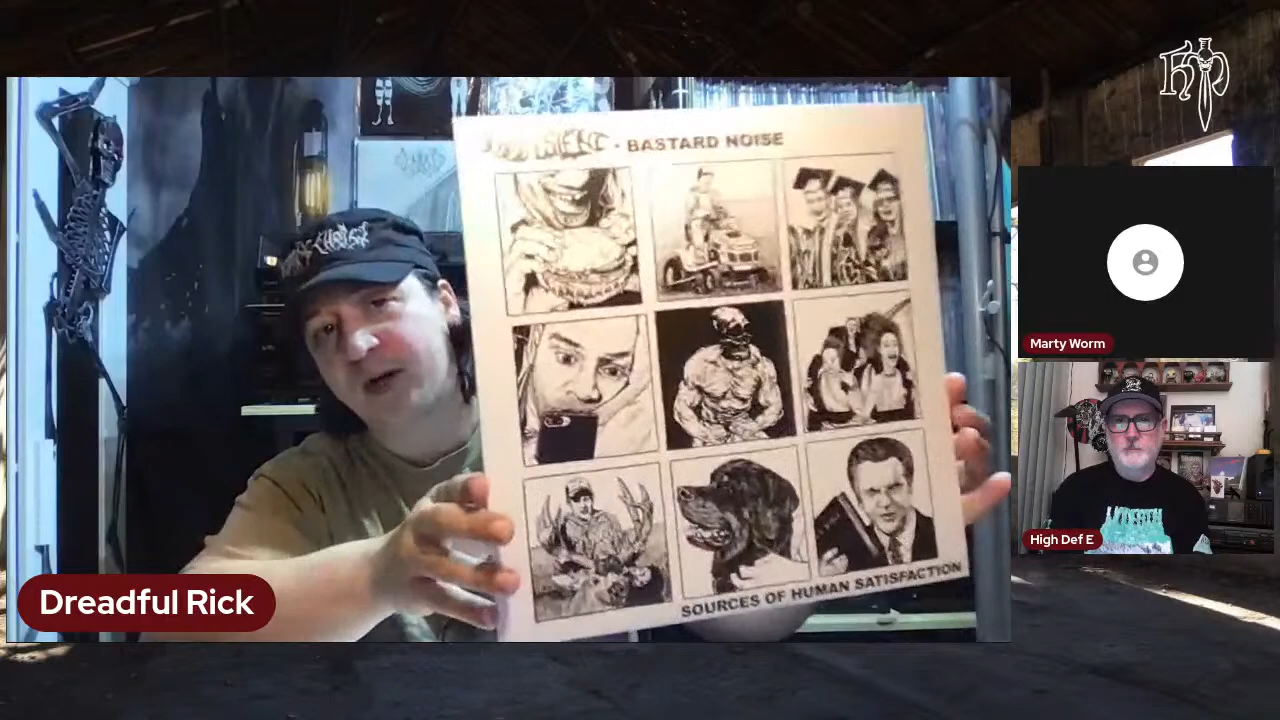 - BASTARD NOISE
SOURCES OF HUMAN SATISFACTION
Dreadful Rick
Marty Worm
High Def E